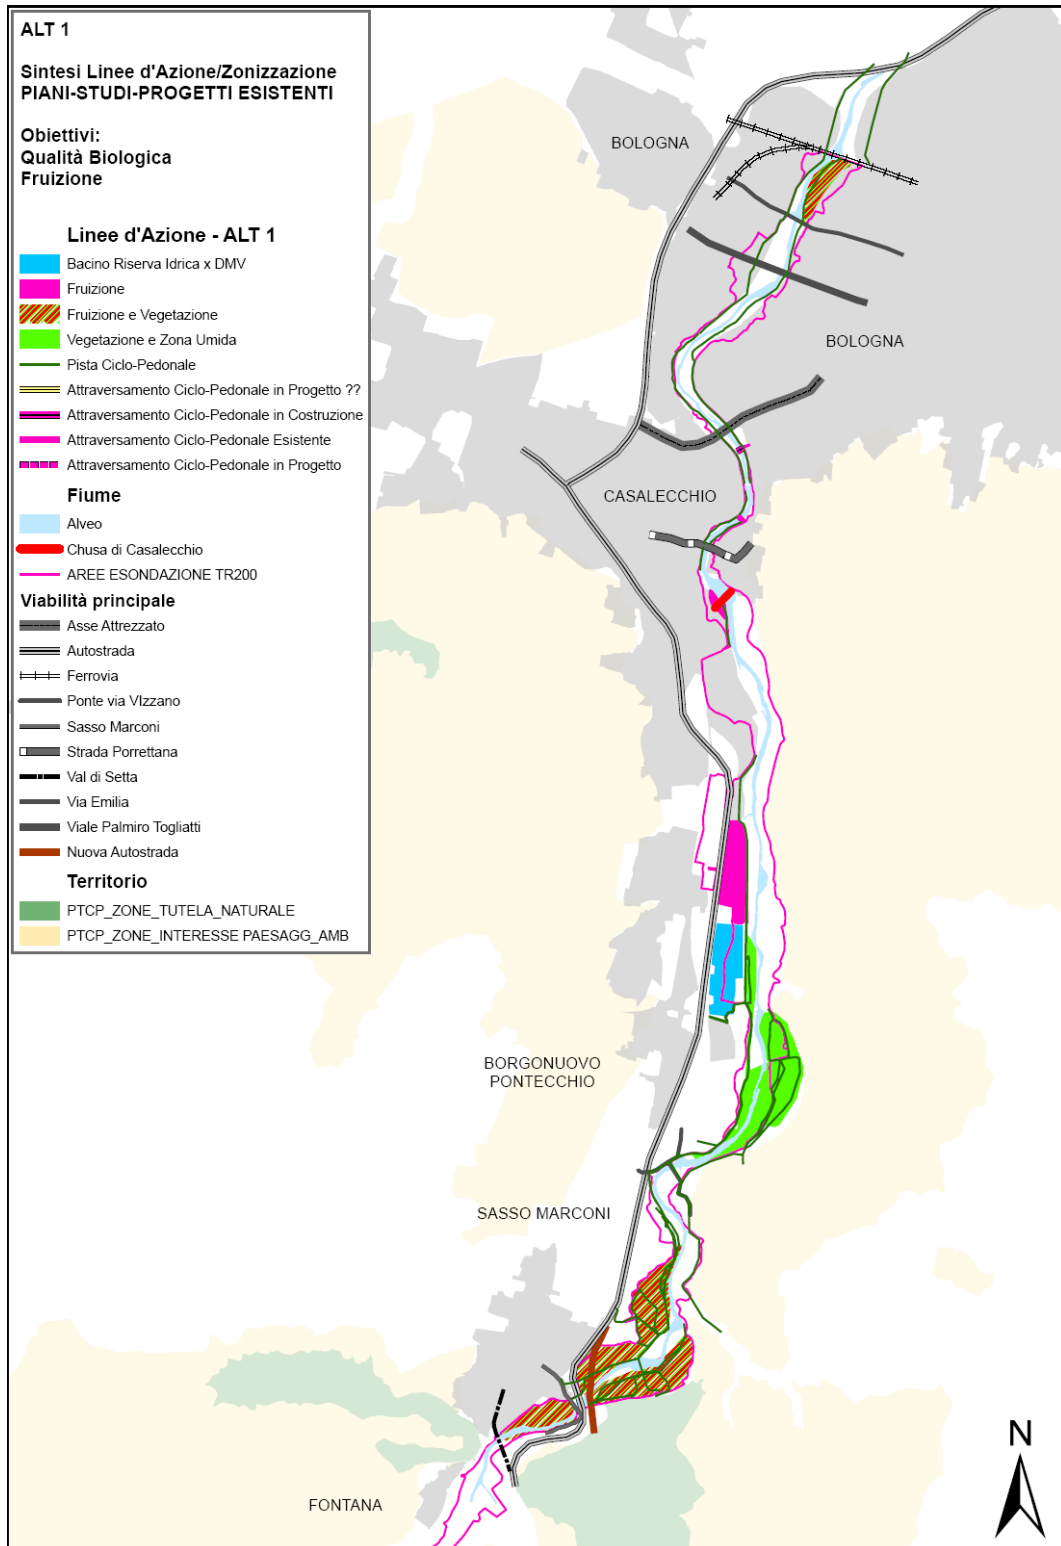 ALT 1
Sintesi Linee d'Azione/Zonizzazione
PIANI-STUDI-PROGETTI ESISTENTI
Obiettivi:
Qualità Biologica
Fruizione
Linee d'Azione - ALT 1
Bacino Riserva Idrica x DMV
Fruizione
Fruizione e Vegetazione
Vegetazione e Zona Umida
Pista Ciclo-Pedonale
Attraversamento Ciclo-Pedonale in Progetto ??
Attraversamento Ciclo-Pedonale in Costruzione
Attraversamento Ciclo-Pedonale Esistente
Attraversamento Ciclo-Pedonale in Progetto
Fiume
Alveo
Chusa di Casalecchio
AREE ESONDAZIONE TR200
Viabilità principale
Asse Attrezzato
Autostrada
Ferrovia
Ponte via VIzzano
Sasso Marconi
Strada Porrettana
Val di Setta
Via Emilia
Viale Palmiro Togliatti
Nuova Autostrada
Territorio
PTCP_ZONE_TUTELA_NATURALE
PTCP_ZONE_INTERESSE PAESAGG_AMB
BOLOGNA
BOLOGNA
CASALECCHIO
BORGONUOVO
PONTECCHIO
SASSO MARCONI
FONTANA
N